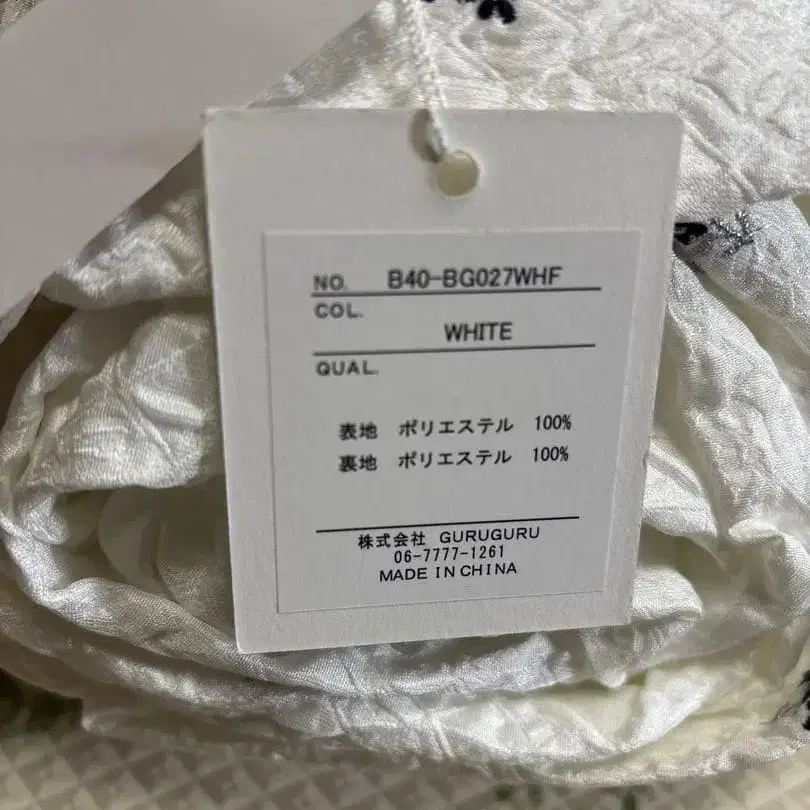 NO. B40-BG027WHF
COL.
WHITE
QUAL.
表地 ポリエステル 100%
裏地 ポリエステル 100%
株式会社 GURUGURU
06-7777-1261
MADE IN CHINA